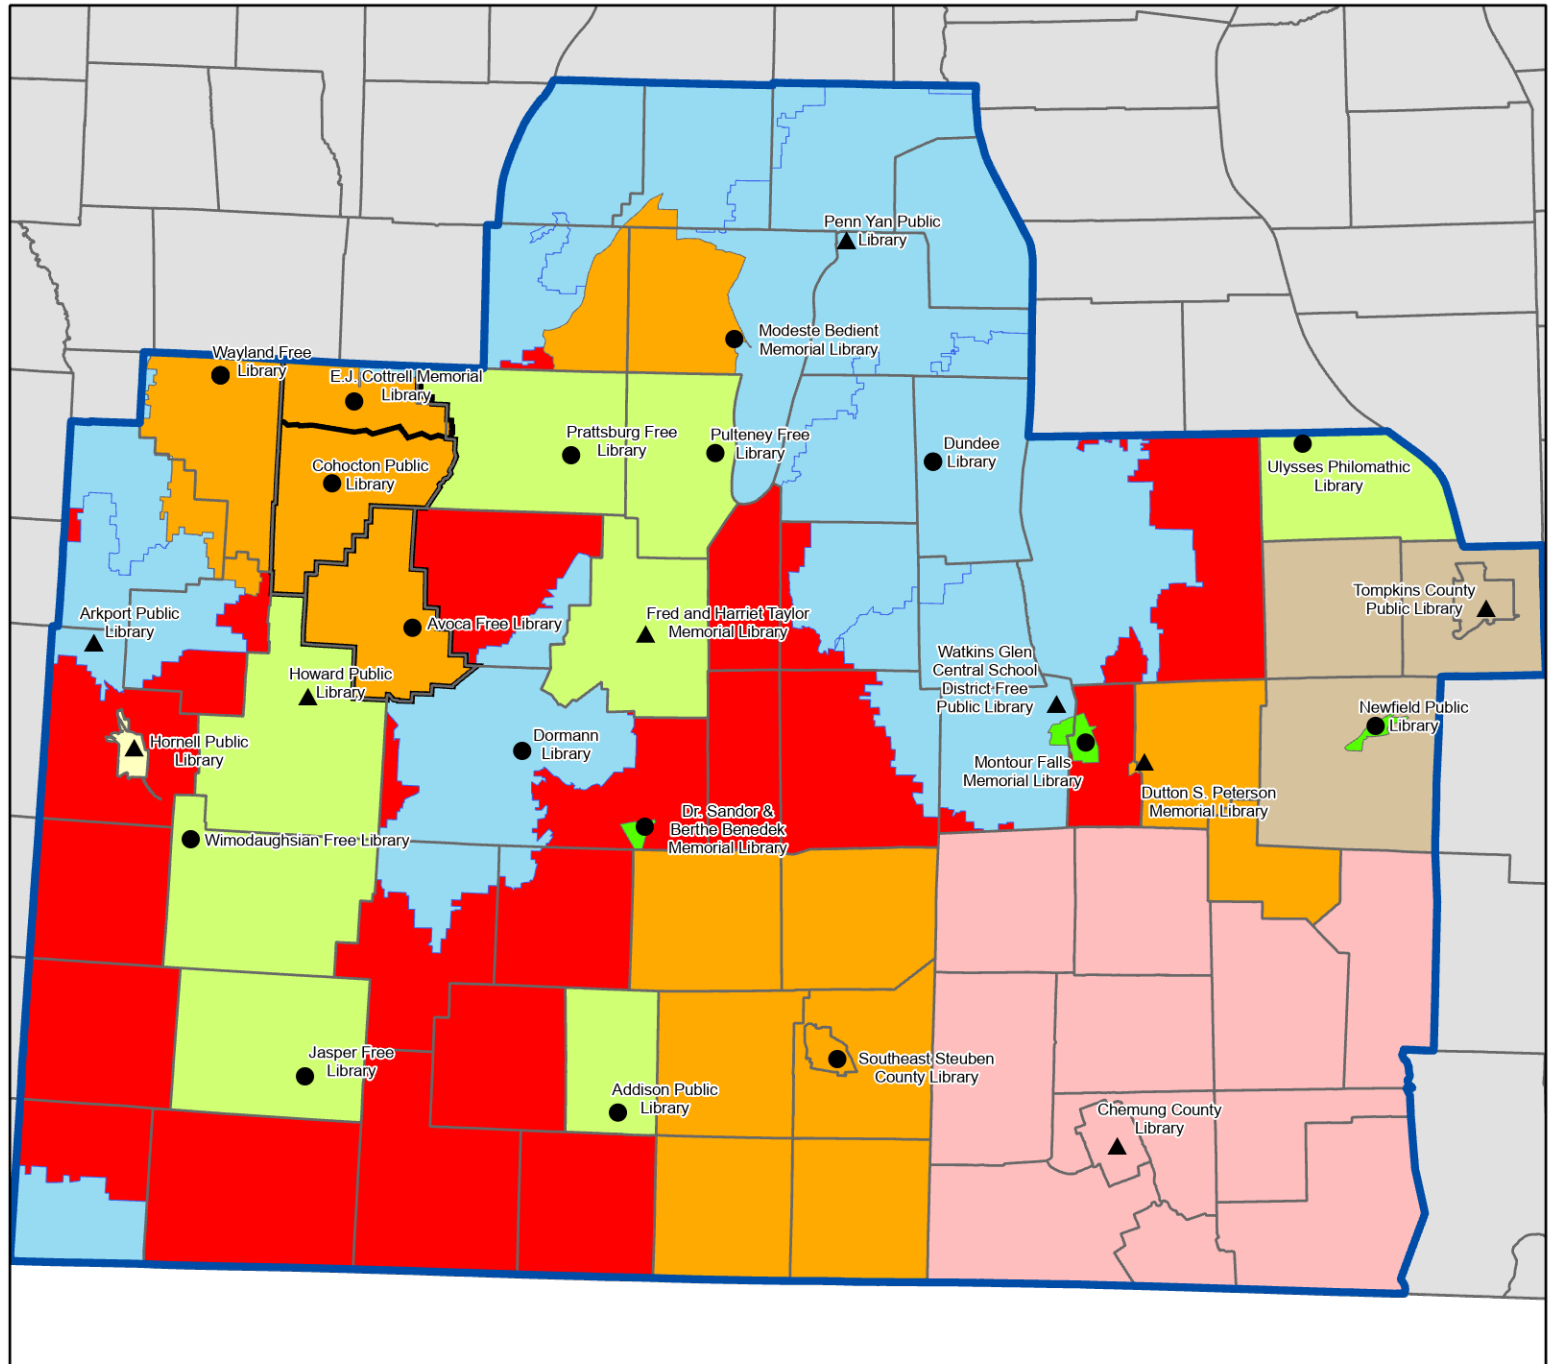 Penn Yan Public
Library
Modeste Bedient
Memorial Library
Wayland Free
Library
E.J. Cottrell Memorial
Library
Prattsburg Free
Library
Pulteney Free
Library
Dundee
Library
Ulysses Philomathic
Library
Cohocton Public
Library
Tompkins County
Public Library
Arkport Public
Library
Avoca Free Library
Fred and Harriet Taylor
Memorial Library
Watkins Glen
Central School
District Free
Public Library
Howard Public
Library
Newfield Public
Library
Hornell Public
Library
Dormann
Library
Montour Falls
Memorial Library
Dutton S. Peterson
Memorial Library
Dr. Sandor &
Berthe Benedek
Memorial Library
Wimodaughsian Free Library
Jasper Free
Library
Southeast Steuben
County Library
Addison Public
Library
Chemung County
Library